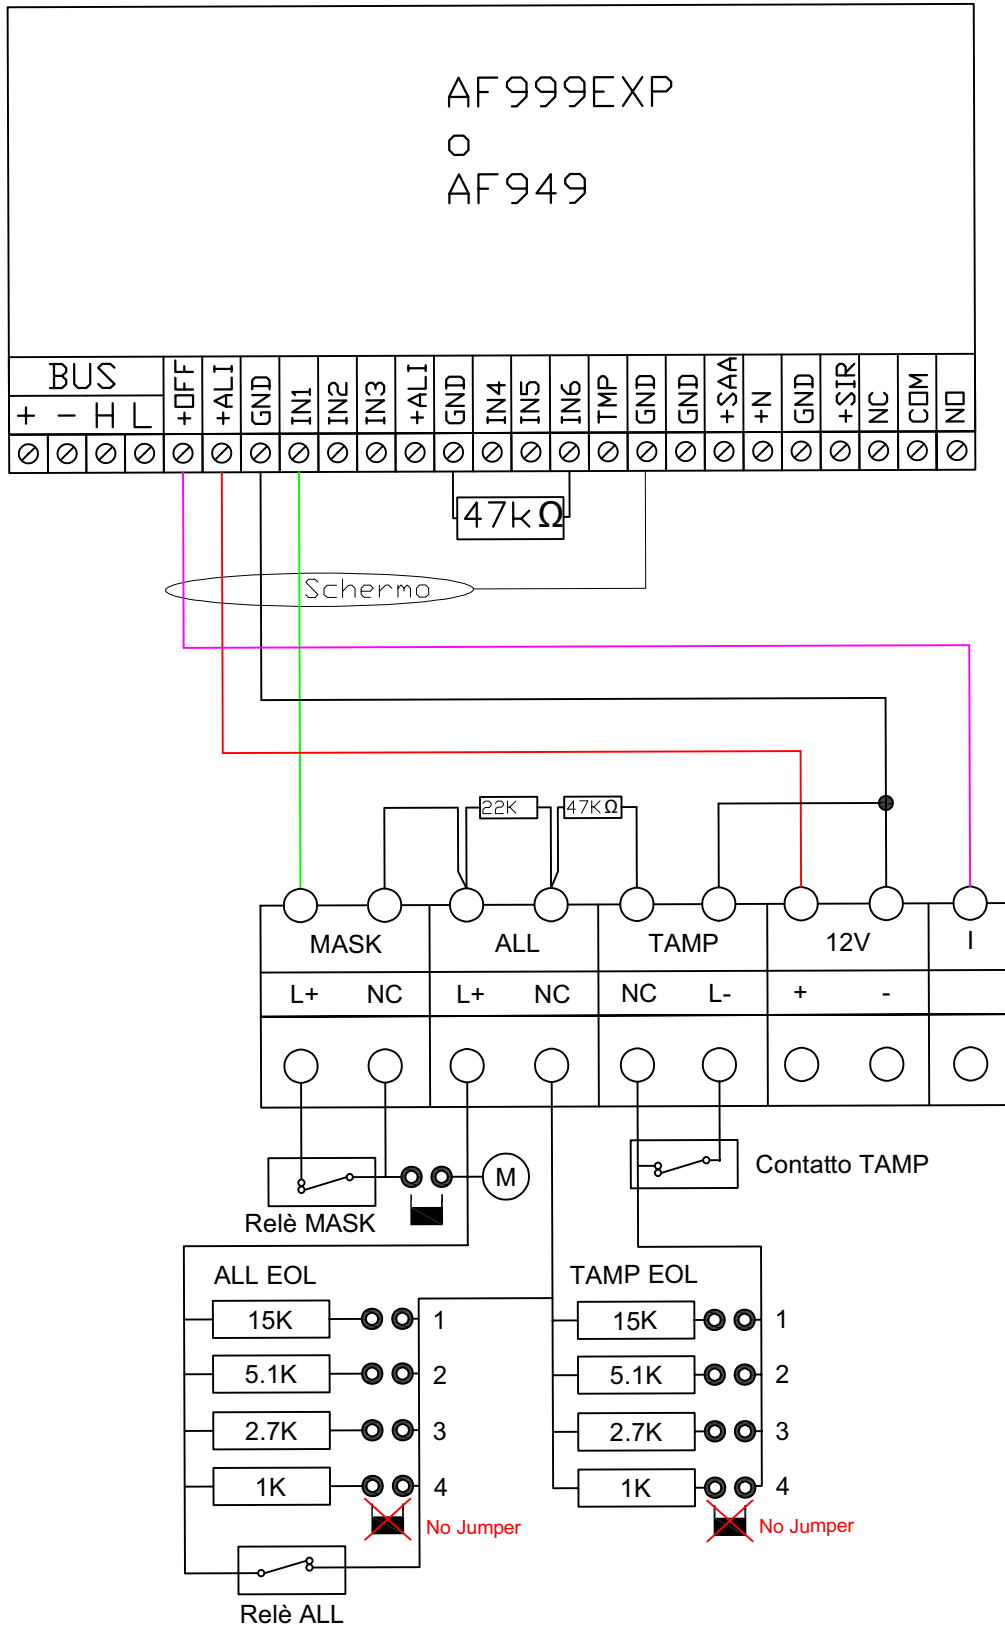 AF999EXP
o
AF949
BUS
+ - H L
+OFF +ALI GND IN1 IN2 IN3 +ALI GND IN4 IN5 IN6 TMP GND GND +SAA +N GND +SIR NC COM NO
47kΩ
Schermo
22K 47KΩ
MASK ALL TAMP 12V I
L+ NC L+ NC NC L- + -
Contatto TAMP
M
Relè MASK
ALL EOL TAMP EOL
15K 1 15K 1
5.1K 2 5.1K 2
2.7K 3 2.7K 3
1K 4 1K 4
No Jumper No Jumper
Relè ALL